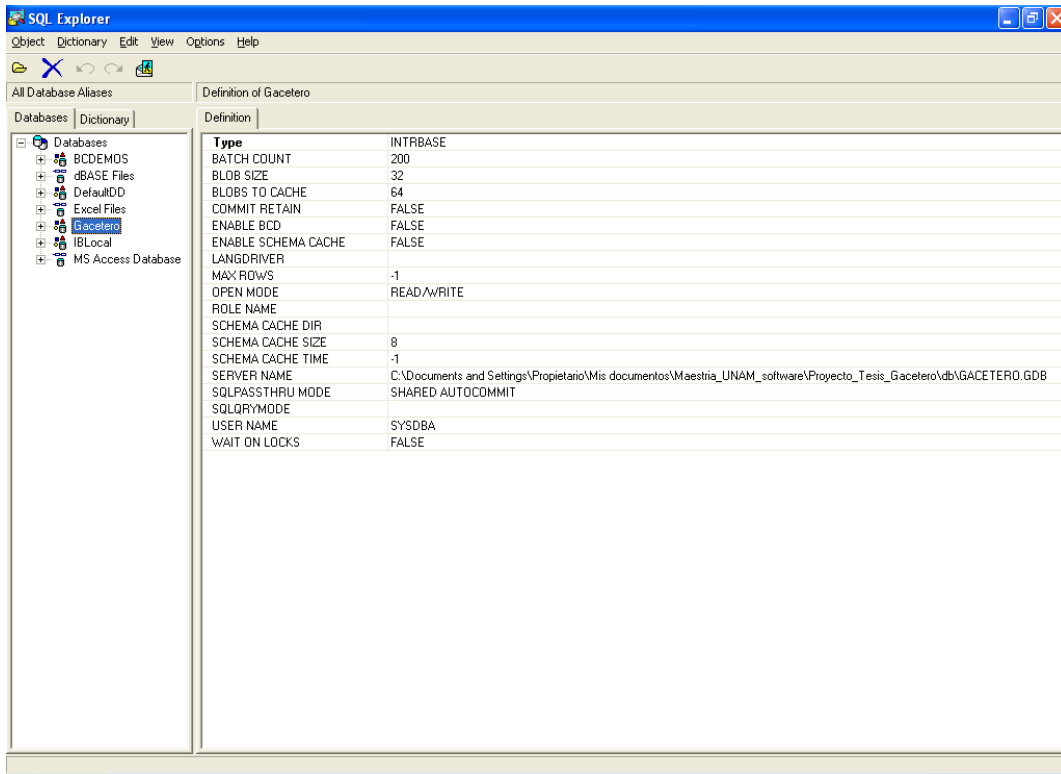 SQL Explorer
Object Dictionary Edit View Options Help
All Database Aliases
Definition of Gacetero
Databases Dictionary
Definition
Databases
BCDEMOS
dBASE Files
DefaultDD
Excel Files
Gacetero
IBLocal
MS Access Database
Type INTRBASE
BATCH COUNT 200
BLOB SIZE 32
BLOBS TO CACHE 64
COMMIT RETAIN FALSE
ENABLE BCD FALSE
ENABLE SCHEMA CACHE FALSE
LANGDRIVER
MAX ROWS -1
OPEN MODE READ/WRITE
ROLE NAME
SCHEMA CACHE DIR
SCHEMA CACHE SIZE 8
SCHEMA CACHE TIME -1
SERVER NAME C:\Documents and Settings\Propietario\Mis documentos\Maestria_UNAM_software\Proyecto_Tesis_Gacetero\db\GACETERO.GDB
SQLPASSTHRU MODE SHARED AUTOCOMMIT
SQLQRYMODE
USER NAME SYSDBA
WAIT ON LOCKS FALSE